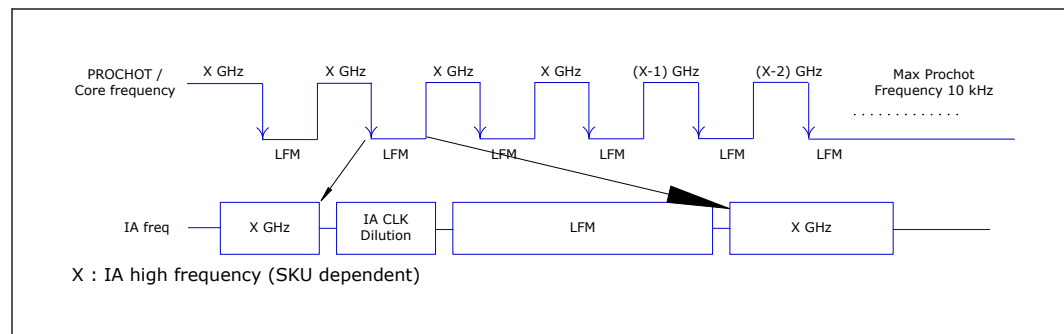 PROCHOT /
Core frequency
X GHz
X GHz
X GHz
X GHz
(X-1) GHz
(X-2) GHz
Max Prochot
Frequency 10 kHz
. . . . . . . . . . . . .
LFM
LFM
LFM
LFM
LFM
LFM
IA freq
X GHz
IA CLK
Dilution
LFM
X GHz
X : IA high frequency (SKU dependent)